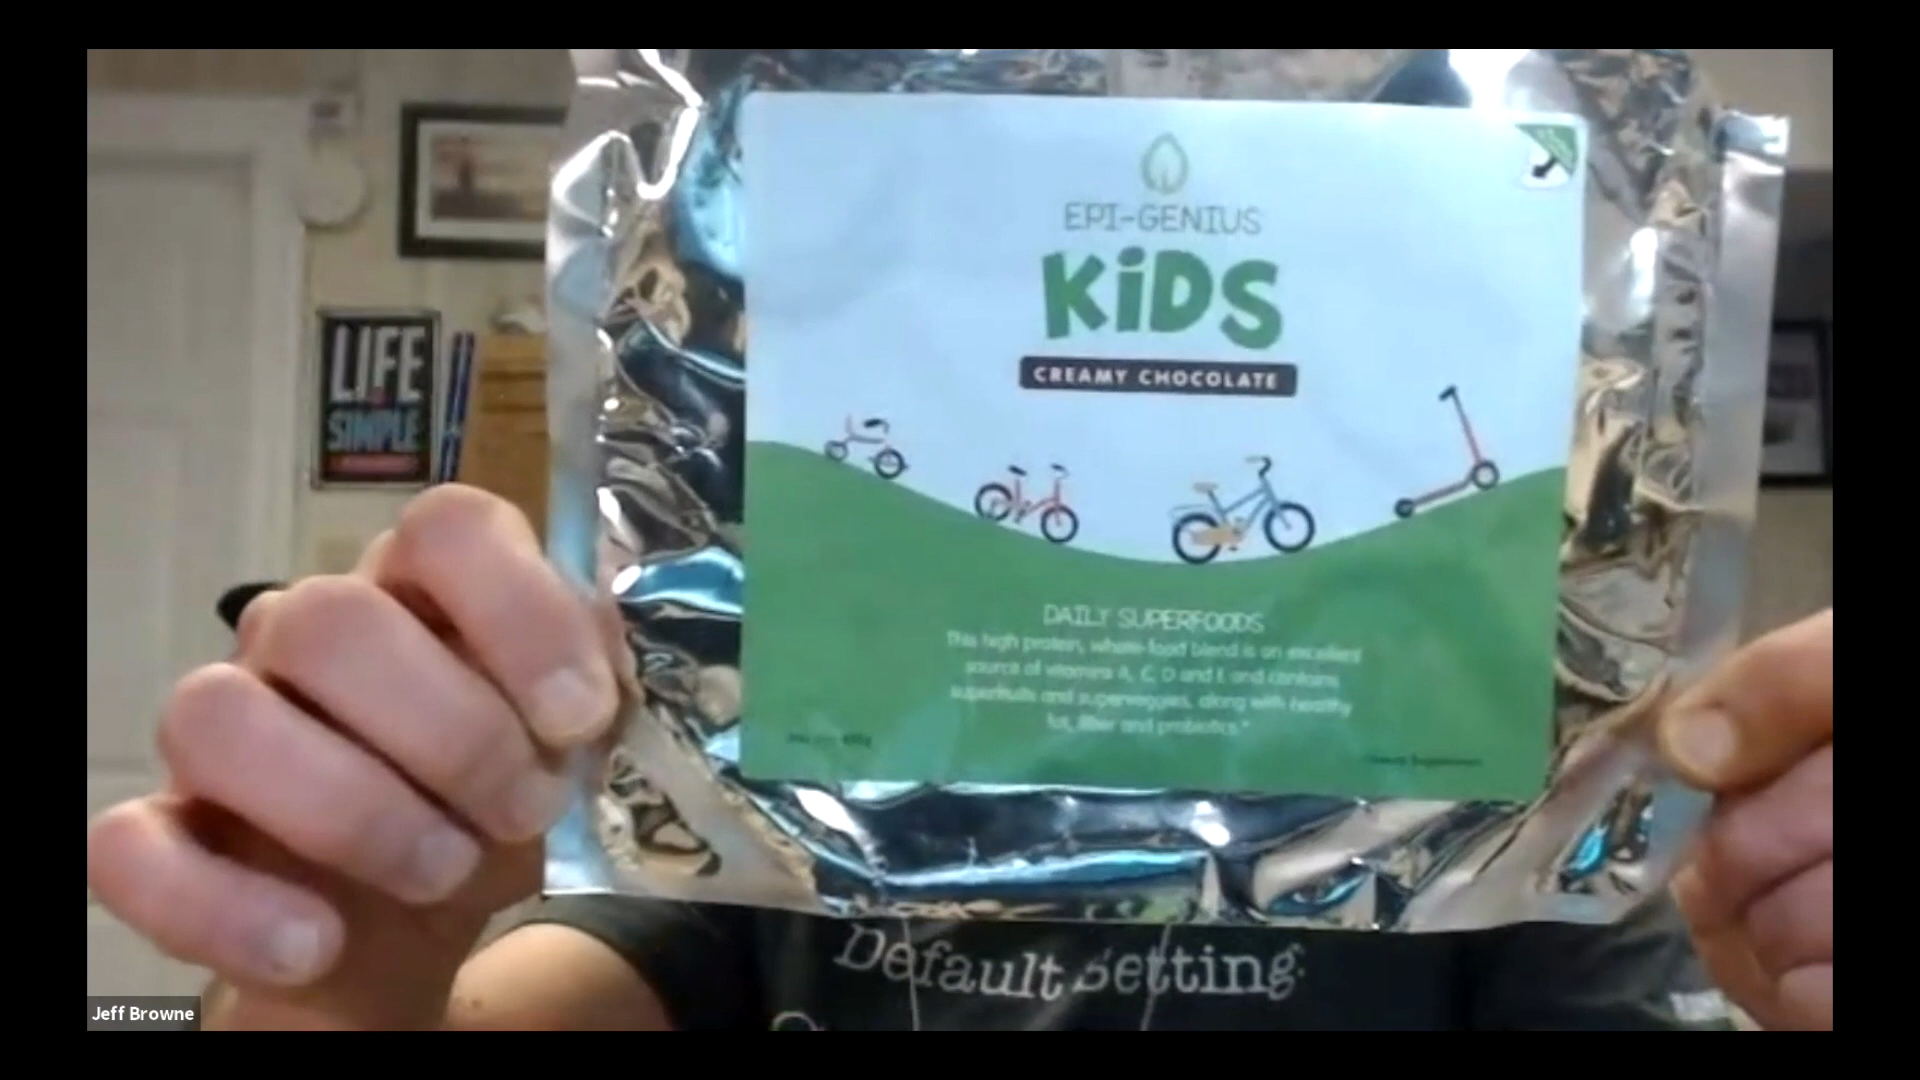 EPI-GENIUS
KiDS
CREAMY CHOCOLATE
LIFE
SIMPLE
DAILY SUPERFOODS
This high protein, whole-food blend is an excellent
source of vitamins A, C, D and E and contains
superfruits and superveggies, along with healthy
fat, fiber and probiotics.*
Default Setting
Jeff Browne